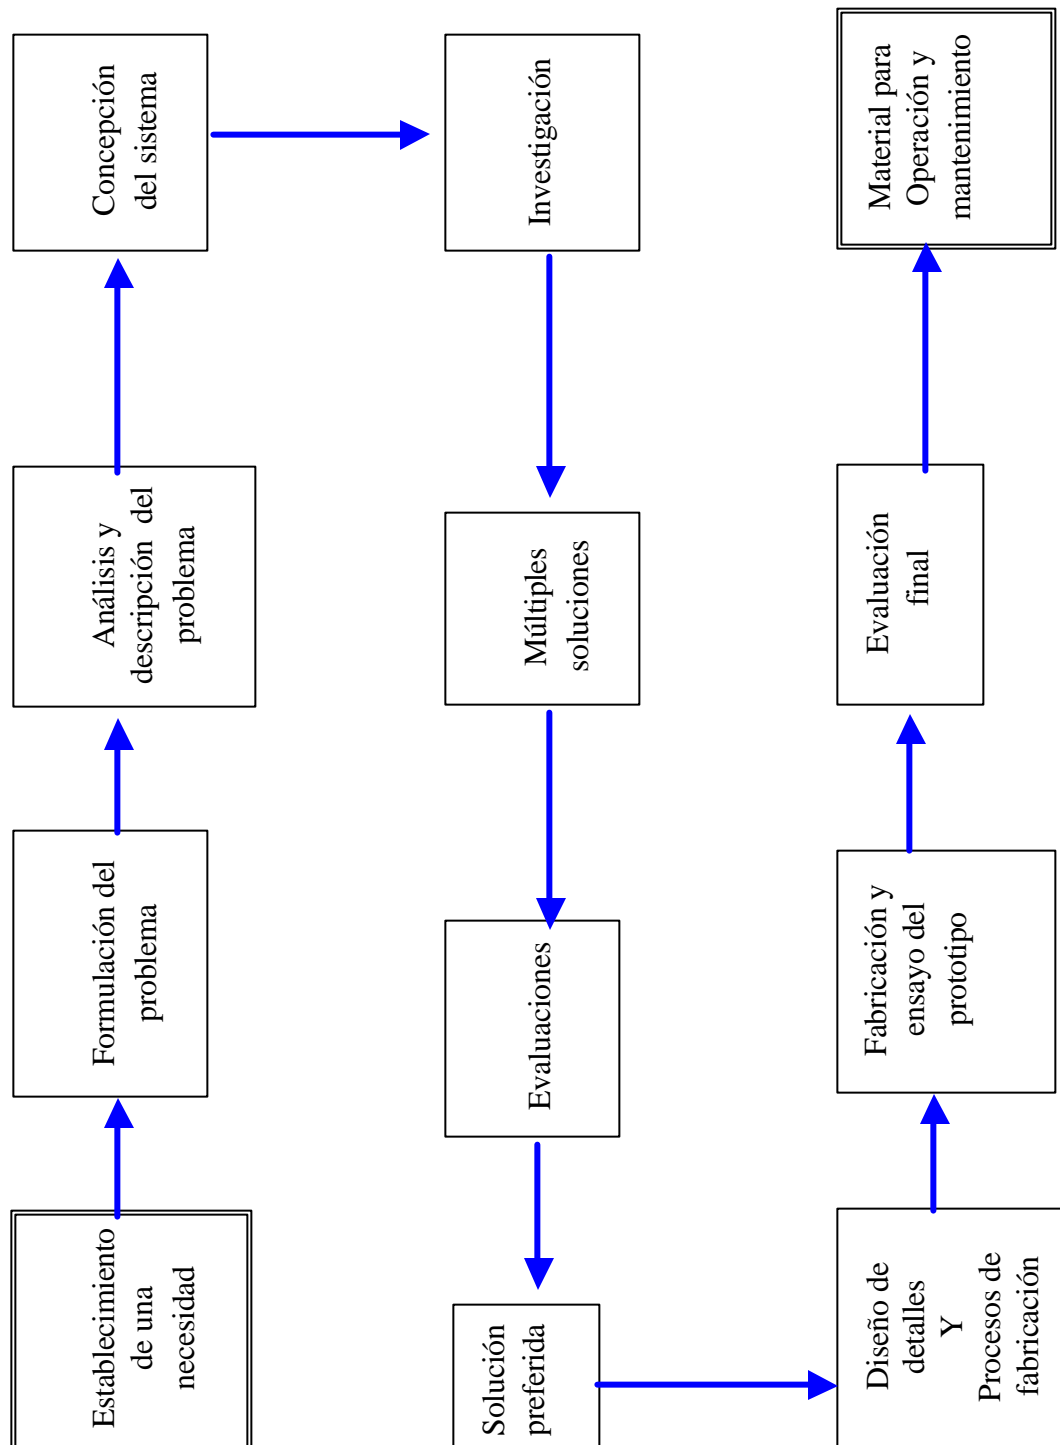 Establecimiento
de una
necesidad
Formulación del
problema
Análisis y
descripción del
problema
Concepción
del sistema
Investigación
Múltiples
soluciones
Evaluaciones
Solución
preferida
Diseño de
detalles
Y
Procesos de
fabricación
Fabricación y
ensayo del
prototipo
Evaluación
final
Material para
Operación y
mantenimiento